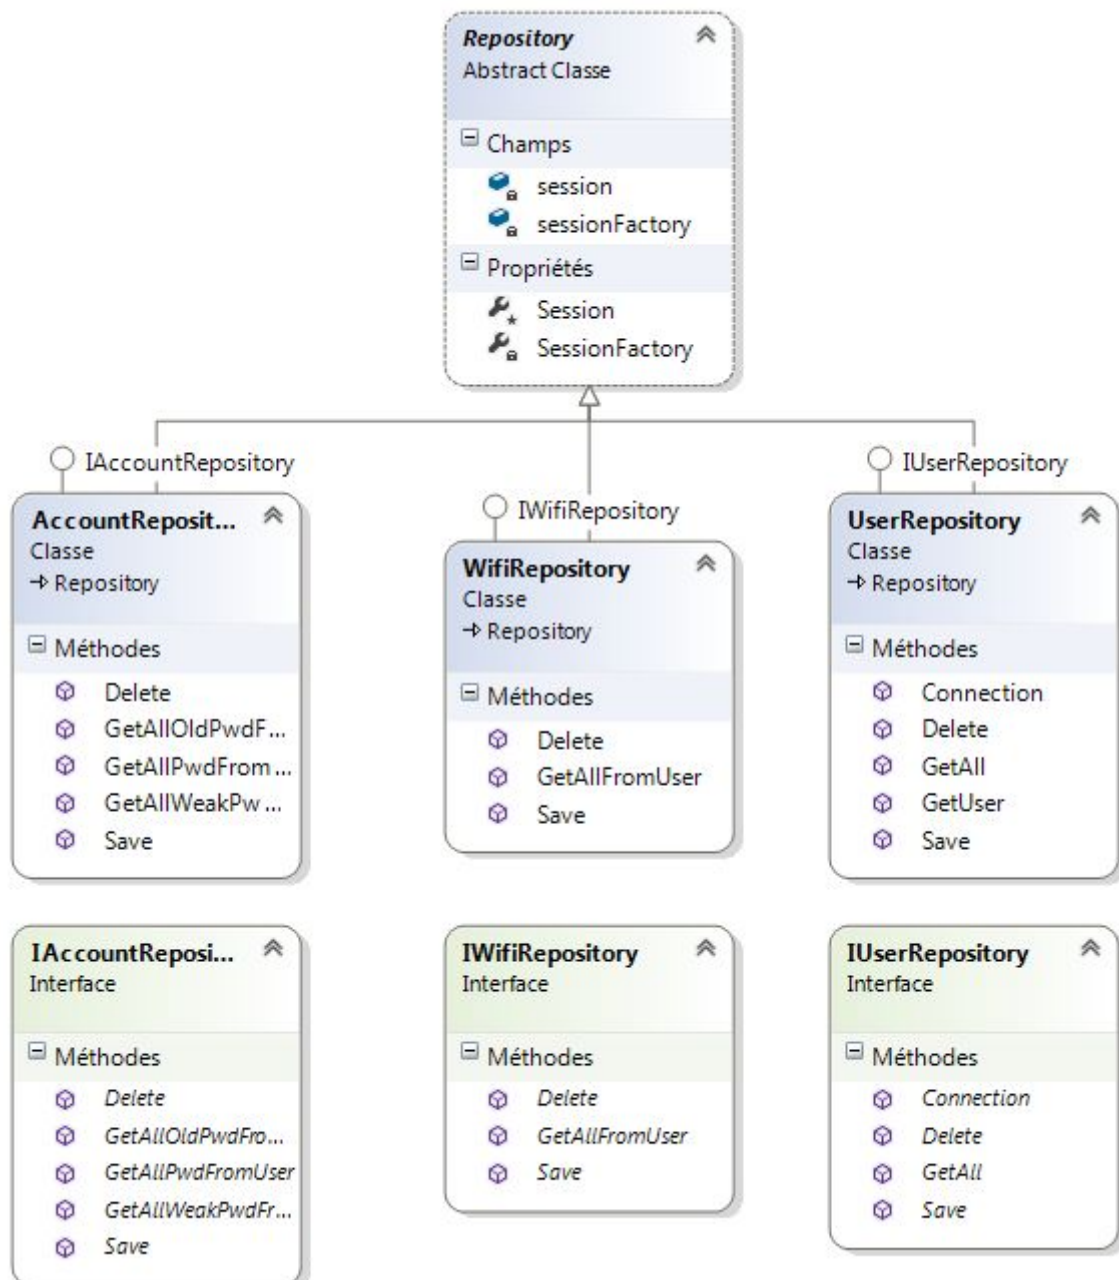 Repository
Abstract Classe
Champs
session
sessionFactory
Propriétés
Session
SessionFactory
IAccountRepository
AccountReposit...
Classe
Repository
Méthodes
Delete
GetAllOldPwdF...
GetAllPwdFrom ...
GetAllWeakPw ...
Save
IWifiRepository
WifiRepository
Classe
Repository
Méthodes
Delete
GetAllFromUser
Save
IUserRepository
UserRepository
Classe
Repository
Méthodes
Connection
Delete
GetAll
GetUser
Save
IAccountReposi...
Interface
Méthodes
Delete
GetAllOldPwdFro...
GetAllPwdFromUser
GetAllWeakPwdFr...
Save
IWifiRepository
Interface
Méthodes
Delete
GetAllFromUser
Save
IUserRepository
Interface
Méthodes
Connection
Delete
GetAll
Save